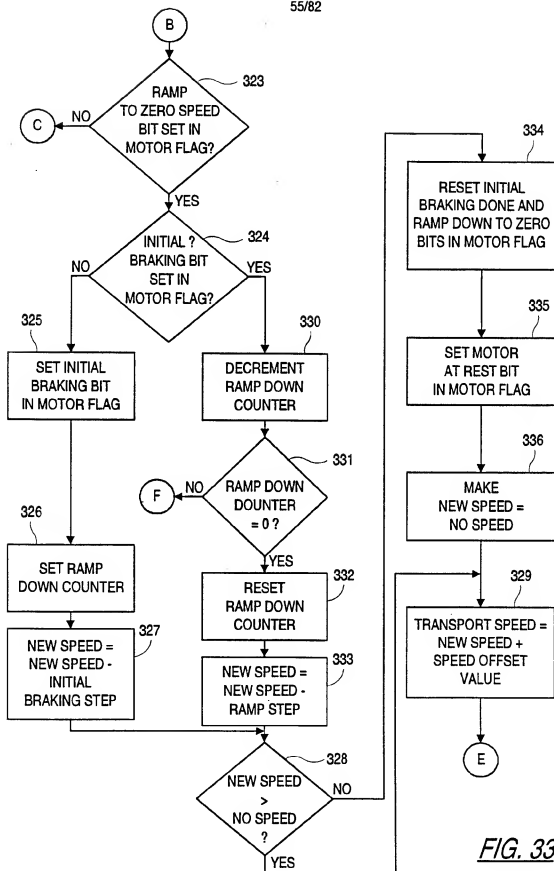 55/82
B
323
RAMP
TO ZERO SPEED
BIT SET IN
MOTOR FLAG?
NO
C
YES
324
INITIAL ?
BRAKING BIT
SET IN
MOTOR FLAG?
NO
YES
325
SET INITIAL
BRAKING BIT
IN MOTOR FLAG
326
SET RAMP
DOWN COUNTER
327
NEW SPEED =
NEW SPEED -
INITIAL
BRAKING STEP
330
DECREMENT
RAMP DOWN
COUNTER
331
RAMP DOWN
DOUNTER
= 0 ?
NO
F
YES
332
RESET
RAMP DOWN
COUNTER
333
NEW SPEED =
NEW SPEED -
RAMP STEP
328
NEW SPEED
>
NO SPEED
?
NO
YES
334
RESET INITIAL
BRAKING DONE AND
RAMP DOWN TO ZERO
BITS IN MOTOR FLAG
335
SET MOTOR
AT REST BIT
IN MOTOR FLAG
336
MAKE
NEW SPEED =
NO SPEED
329
TRANSPORT SPEED =
NEW SPEED +
SPEED OFFSET
VALUE
E
FIG. 33